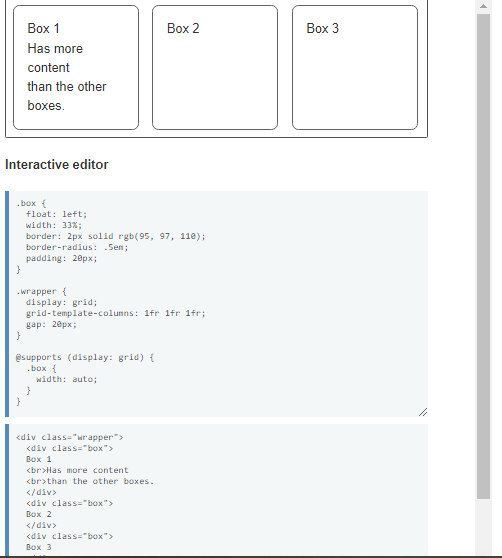 Box 1
Has more
content
than the other
boxes.
Box 2
Box 3
Interactive editor
.box {
  float: left;
  width: 33%;
  border: 2px solid rgb(95, 97, 110);
  border-radius: .5em;
  padding: 20px;
}
.wrapper {
  display: grid;
  grid-template-columns: 1fr 1fr 1fr;
  gap: 20px;
}
@supports (display: grid) {
  .box {
    width: auto;
  }
}
<div class="wrapper">
  <div class="box">
  Box 1
  <br>Has more content
  <br>than the other boxes.
  </div>
  <div class="box">
  Box 2
  </div>
  <div class="box">
  Box 3